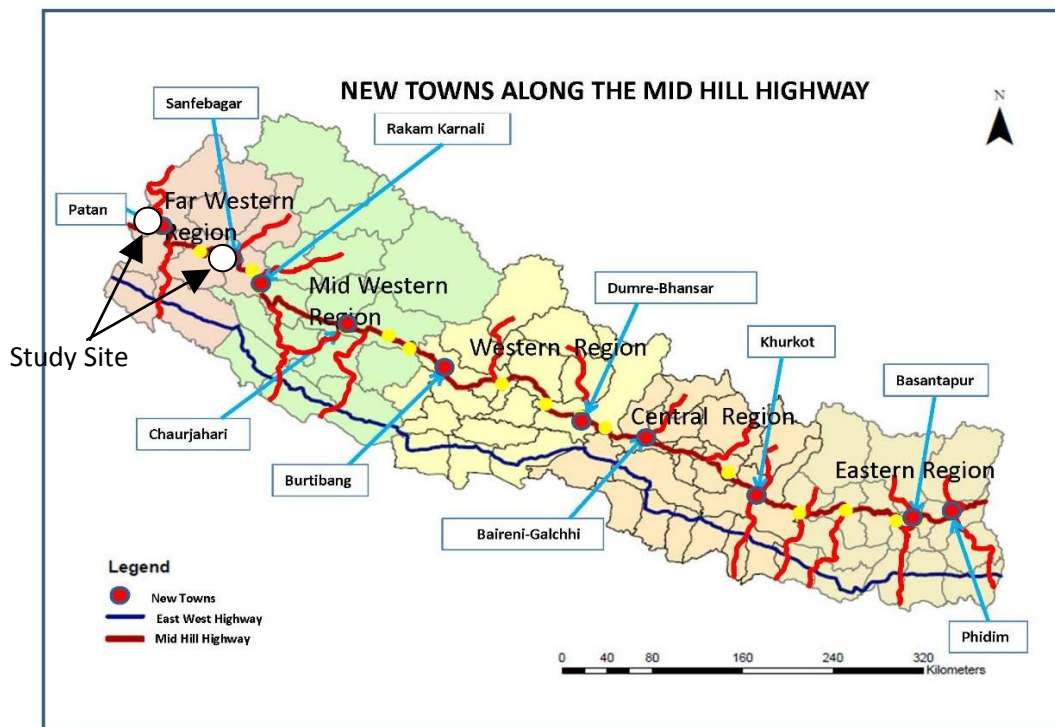 NEW TOWNS ALONG THE MID HILL HIGHWAY
Sanfebagar
Rakam Karnali
N
Patan
Far Western
Region
Mid Western
Region
Dumre-Bhansar
Study Site
Western Region
Khurkot
Basantapur
Central Region
Chaurjahari
Eastern Region
Burtibang
Baireni-Galchhi
Legend
New Towns
East West Highway
Mid Hill Highway
Phidim
0 40 80 160 240 320
Kilometers